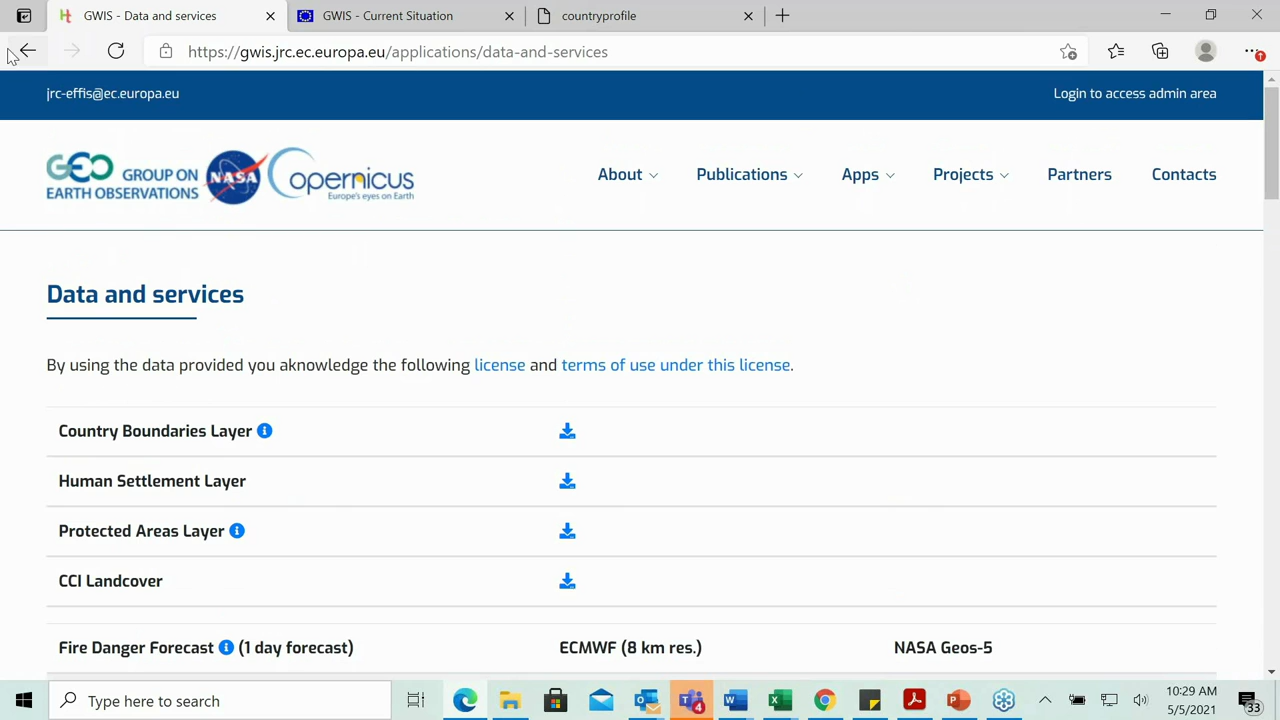 GWIS - Data and services
GWIS - Current Situation
countryprofile
https://gwis.jrc.ec.europa.eu/applications/data-and-services
jrc-effis@ec.europa.eu
Login to access admin area
GEO GROUP ON
EARTH OBSERVATIONS
NASA
opernicus
Europe's eyes on Earth
About
Publications
Apps
Projects
Partners
Contacts
Data and services
By using the data provided you aknowledge the following license and terms of use under this license.
Country Boundaries Layer
Human Settlement Layer
Protected Areas Layer
CCI Landcover
Fire Danger Forecast (1 day forecast)
ECMWF (8 km res.)
NASA Geos-5
Type here to search
4
10:29 AM
5/5/2021
33